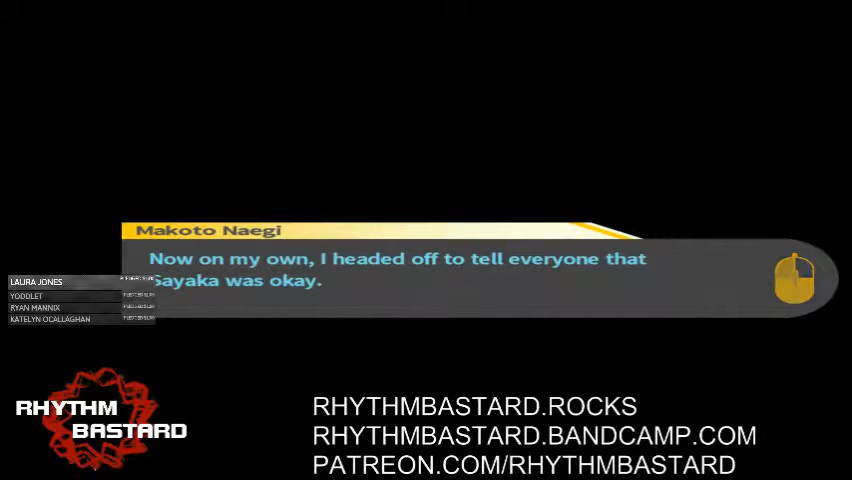 Makoto Naegi
Now on my own, I headed off to tell everyone that
Sayaka was okay.
LAURA JONES
YODDLET
RYAN MANNIX
KATELYN OCALLAGHAN
RHYTHM
BASTARD
RHYTHMBASTARD.ROCKS
RHYTHMBASTARD.BANDCAMP.COM
PATREON.COM/RHYTHMBASTARD